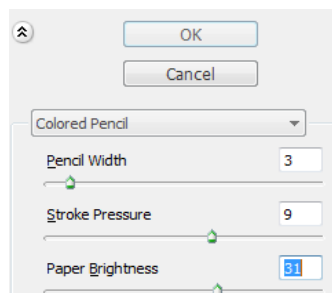 OK
Cancel
Colored Pencil
Pencil Width 3
Stroke Pressure 9
Paper Brightness 31